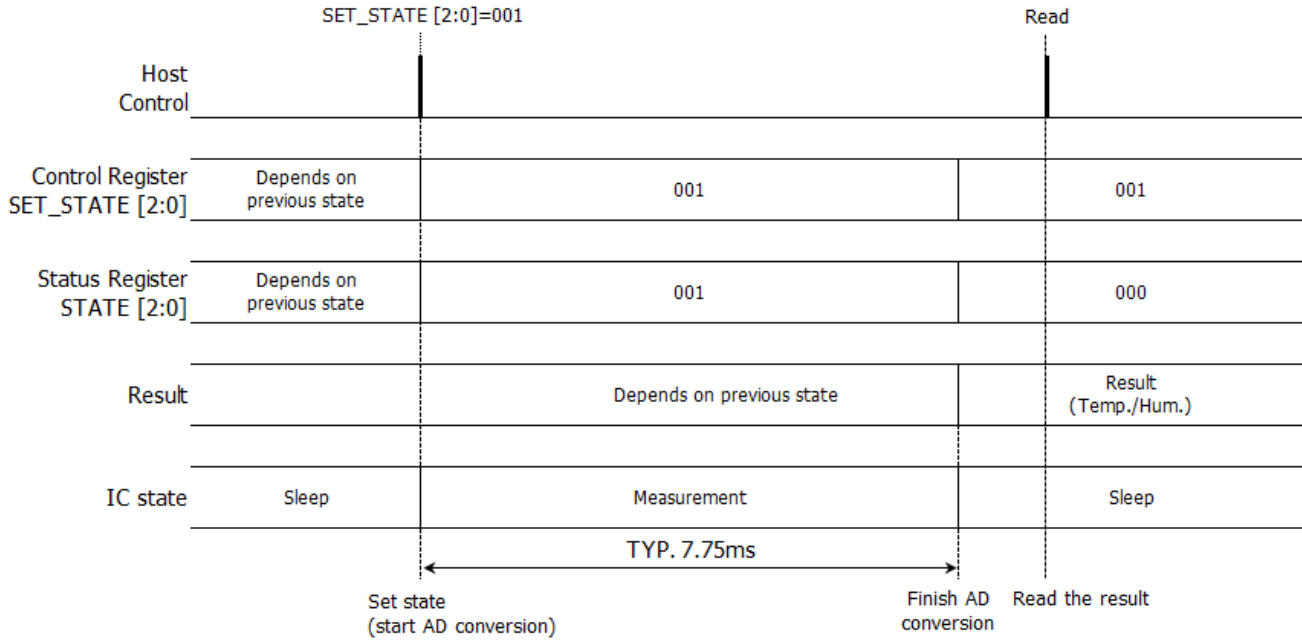 SET_STATE [2:0]=001
Read
Host
Control
Control Register
SET_STATE [2:0]
Depends on
previous state
001
001
Status Register
STATE [2:0]
Depends on
previous state
001
000
Result
Depends on previous state
Result
(Temp./Hum.)
IC state
Sleep
Measurement
Sleep
TYP. 7.75ms
Set state
(start AD conversion)
Finish AD
conversion
Read the result